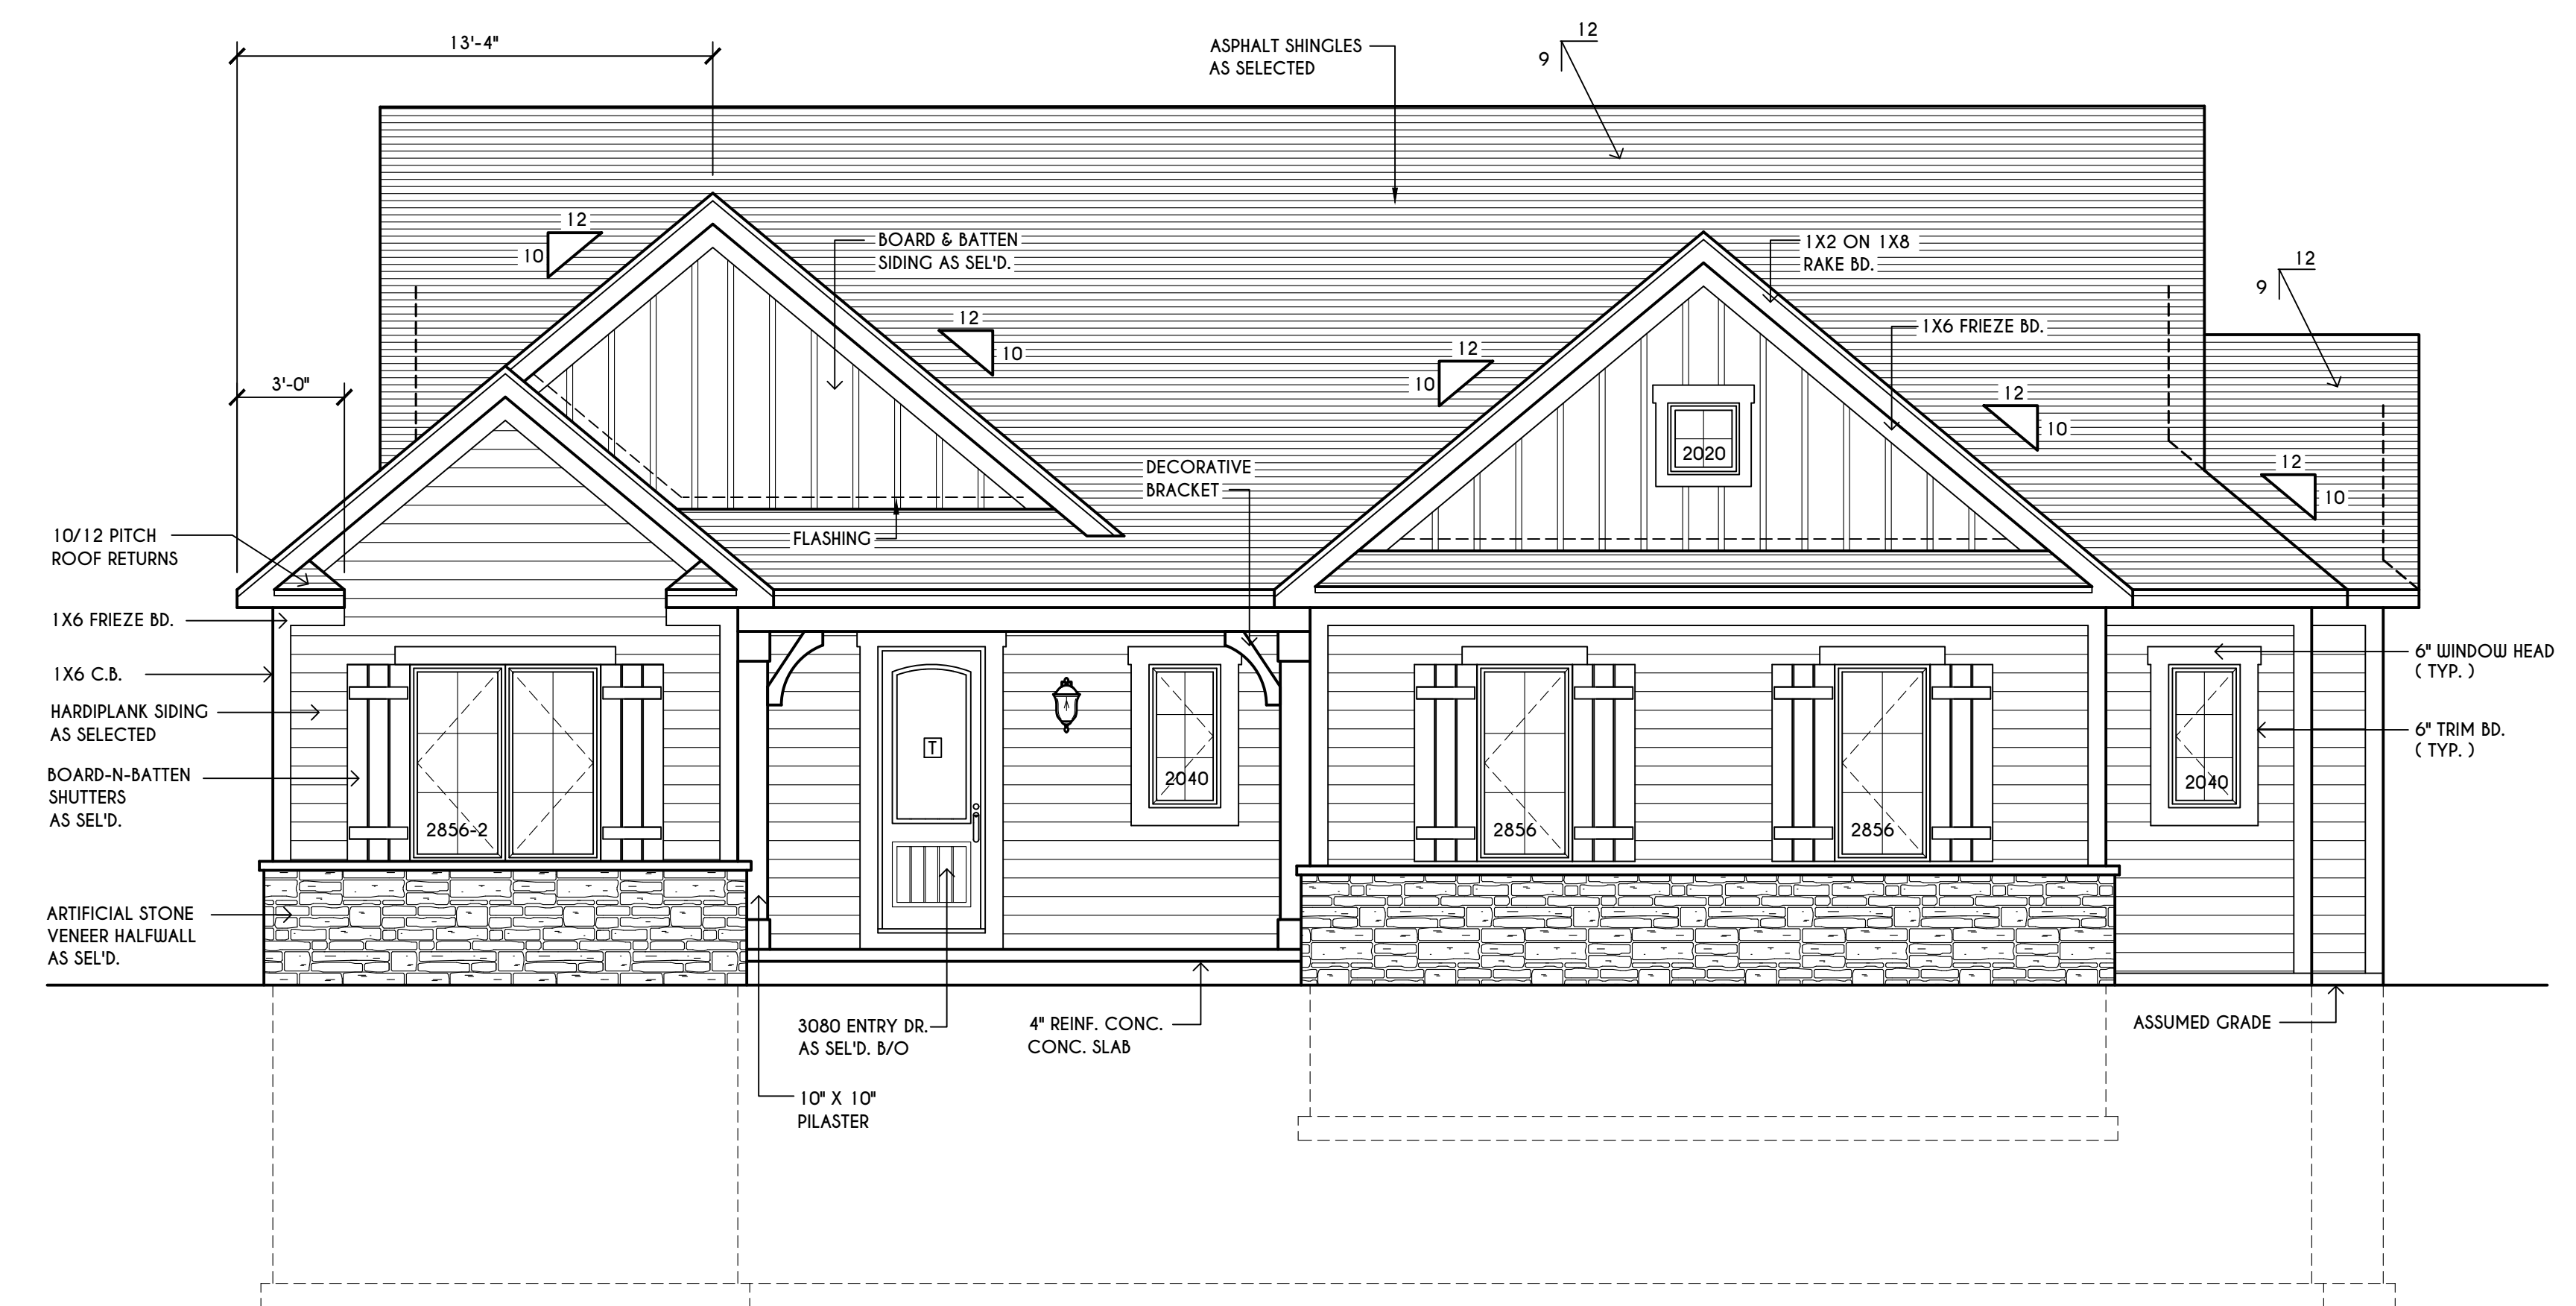 12
9
13'-4"
ASPHALT SHINGLES
AS SELECTED
12
10
BOARD & BATTEN
SIDING AS SEL'D.
1X2 ON 1X8
RAKE BD.
12
9
12
10
1X6 FRIEZE BD.
12
10
3'-0"
12
10
2020
12
10
DECORATIVE
BRACKET
10/12 PITCH
ROOF RETURNS
FLASHING
1X6 FRIEZE BD.
1X6 C.B.
HARDIPLANK SIDING
AS SELECTED
BOARD-N-BATTEN
SHUTTERS
AS SEL'D.
ARTIFICIAL STONE
VENEER HALFWALL
AS SEL'D.
2856-2
T
2040
2856
2856
2040
6" WINDOW HEAD
( TYP. )
6" TRIM BD.
( TYP. )
3080 ENTRY DR.
AS SEL'D. B/O
4" REINF. CONC.
CONC. SLAB
ASSUMED GRADE
10" X 10"
PILASTER